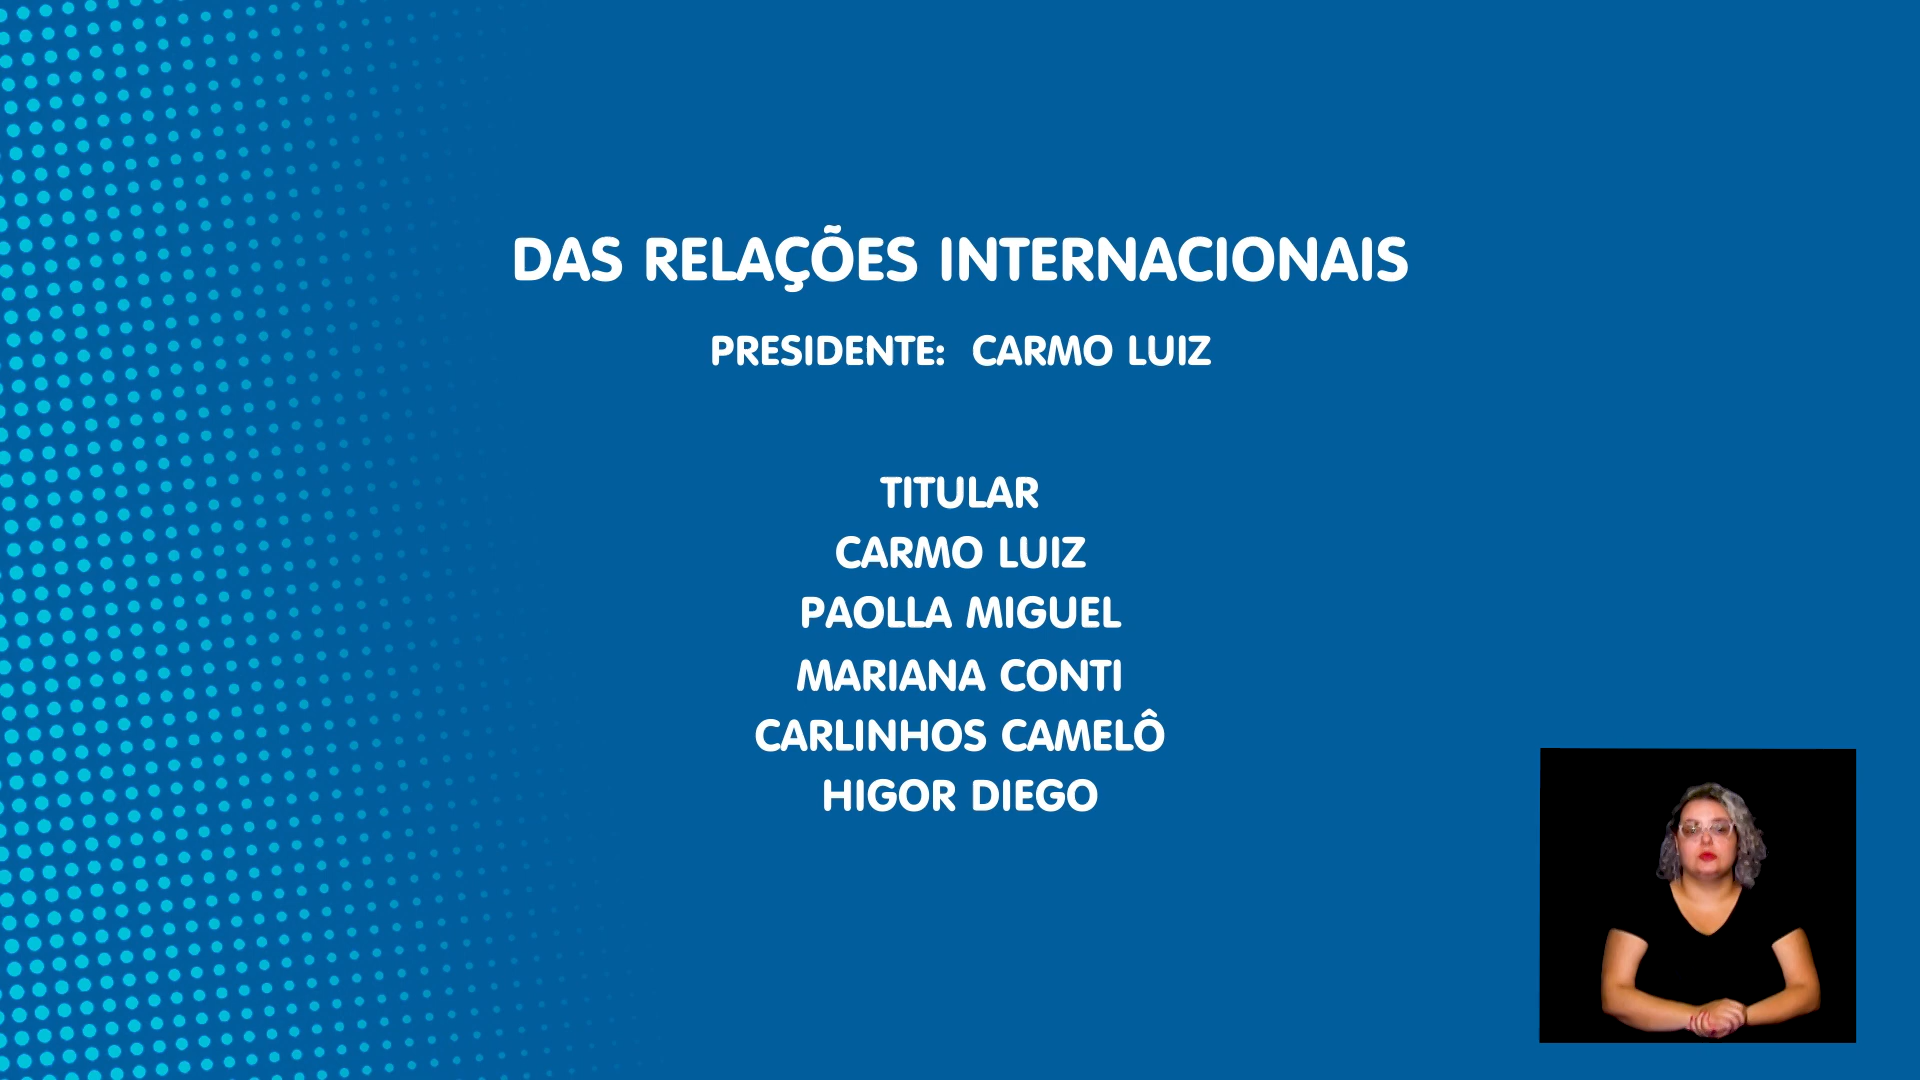 DAS RELAÇÕES INTERNACIONAIS
PRESIDENTE: CARMO LUIZ
TITULAR
CARMO LUIZ
PAOLLA MIGUEL
MARIANA CONTI
CARLINHOS CAMELÔ
HIGOR DIEGO